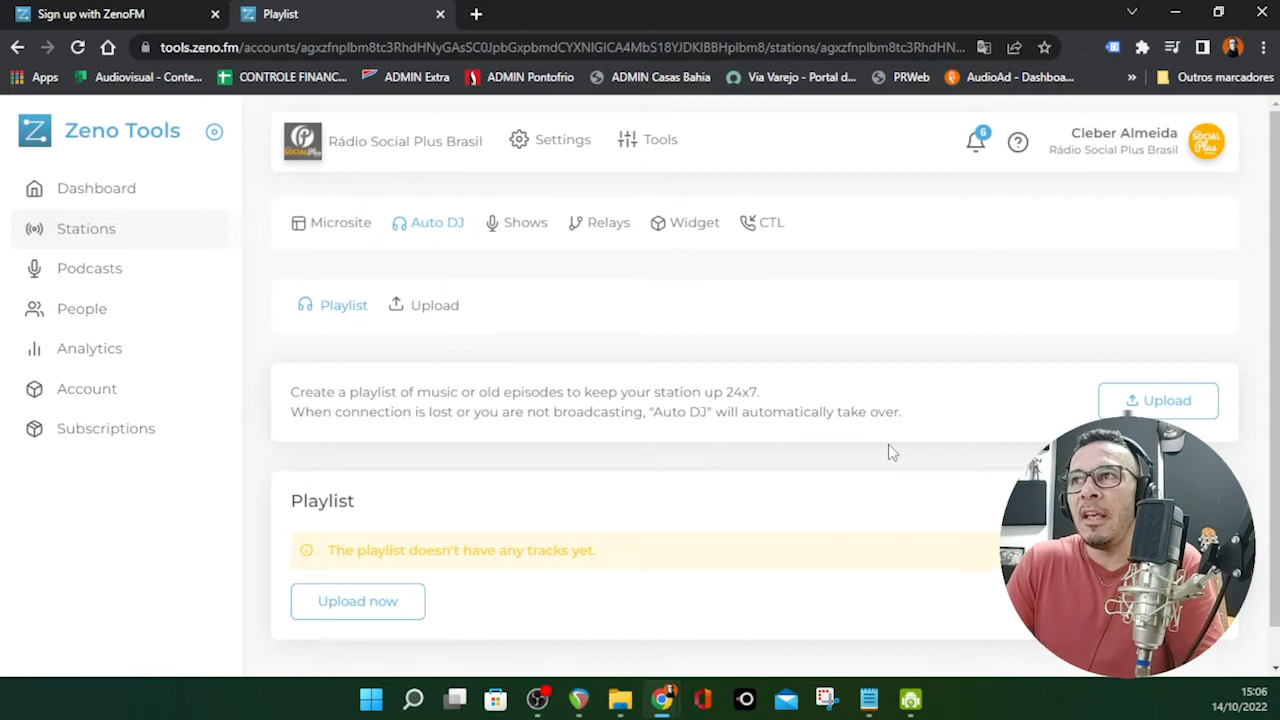 Sign up with ZenoFM
Playlist
tools.zeno.fm/accounts/agxzfnplbm8tc3RhdHNyGAsSC0JpbGxpbmdCYXNlGICA4MbS18YJDKIBBHplbm8/stations/agxzfnplbm8tc3RhdHNyGAsSC0JpbGxpbmdCYXNlGICA4MbS18YJDKIBBHplbm...
Apps
Audiovisual - Conte...
CONTROLE FINANC...
ADMIN Extra
ADMIN Pontofrio
ADMIN Casas Bahia
Via Varejo - Portal d...
PRWeb
AudioAd - Dashboa...
»
Outros marcadores
Zeno Tools
Rádio Social Plus Brasil
Settings
Tools
6
Cleber Almeida
Rádio Social Plus Brasil
SOCIAL
Plus
Dashboard
Stations
Podcasts
People
Analytics
Account
Subscriptions
Microsite
Auto DJ
Shows
Relays
Widget
CTL
Playlist
Upload
Create a playlist of music or old episodes to keep your station up 24x7.
When connection is lost or you are not broadcasting, "Auto DJ" will automatically take over.
Upload
Playlist
The playlist doesn't have any tracks yet.
Upload now
15:06
14/10/2022